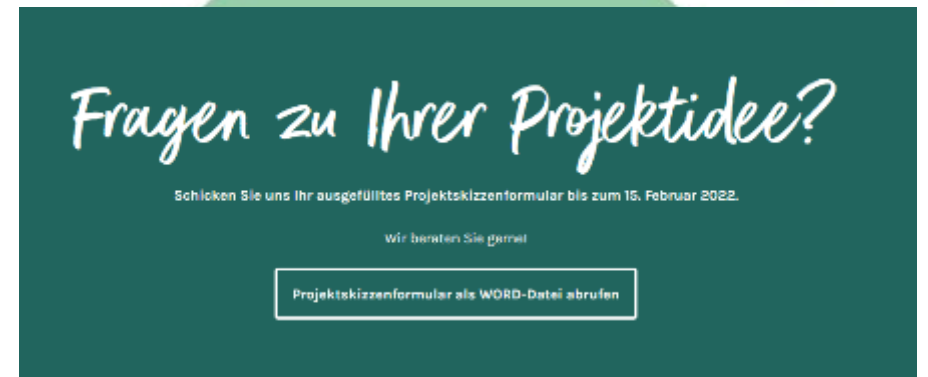 Fragen zu Ihrer Projektidee?
Schicken Sie uns Ihr ausgefülltes Projektskizzenformular bis zum 15. Februar 2022.
Wir beraten Sie gerne!
Projektskizzenformular als WORD-Datei abrufen